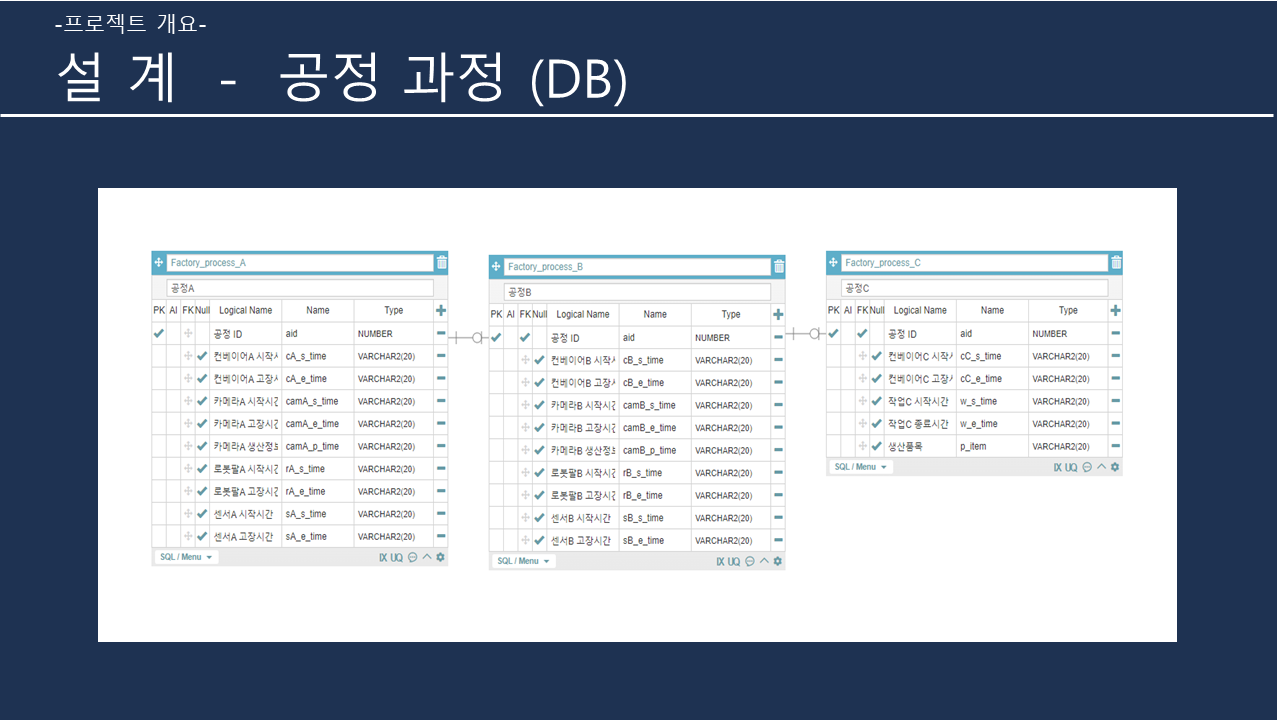 -프로젝트 개요-
설 계 - 공정 과정 (DB)
Factory_process_A
공정A
PK AI FK Null Logical Name Name Type
공정 ID aid NUMBER
컨베이어A 시작시 cA_s_time VARCHAR2(20)
컨베이어A 고장시 cA_e_time VARCHAR2(20)
카메라A 시작시간 camA_s_time VARCHAR2(20)
카메라A 고장시간 camA_e_time VARCHAR2(20)
카메라A 생산정보 camA_p_time VARCHAR2(20)
로봇팔A 시작시간 rA_s_time VARCHAR2(20)
로봇팔A 고장시간 rA_e_time VARCHAR2(20)
센서A 시작시간 sA_s_time VARCHAR2(20)
센서A 고장시간 sA_e_time VARCHAR2(20)
SQL / Menu IX UQ
Factory_process_B
공정B
PK AI FK Null Logical Name Name Type
공정 ID aid NUMBER
컨베이어B 시작시 cB_s_time VARCHAR2(20)
컨베이어B 고장시 cB_e_time VARCHAR2(20)
카메라B 시작시간 camB_s_time VARCHAR2(20)
카메라B 고장시간 camB_e_time VARCHAR2(20)
카메라B 생산정보 camB_p_time VARCHAR2(20)
로봇팔B 시작시간 rB_s_time VARCHAR2(20)
로봇팔B 고장시간 rB_e_time VARCHAR2(20)
센서B 시작시간 sB_s_time VARCHAR2(20)
센서B 고장시간 sB_e_time VARCHAR2(20)
SQL / Menu IX UQ
Factory_process_C
공정C
PK AI FK Null Logical Name Name Type
공정 ID aid NUMBER
컨베이어C 시작시 cC_s_time VARCHAR2(20)
컨베이어C 고장시 cC_e_time VARCHAR2(20)
작업C 시작시간 w_s_time VARCHAR2(20)
작업C 종료시간 w_e_time VARCHAR2(20)
생산품목 p_item VARCHAR2(20)
SQL / Menu IX UQ